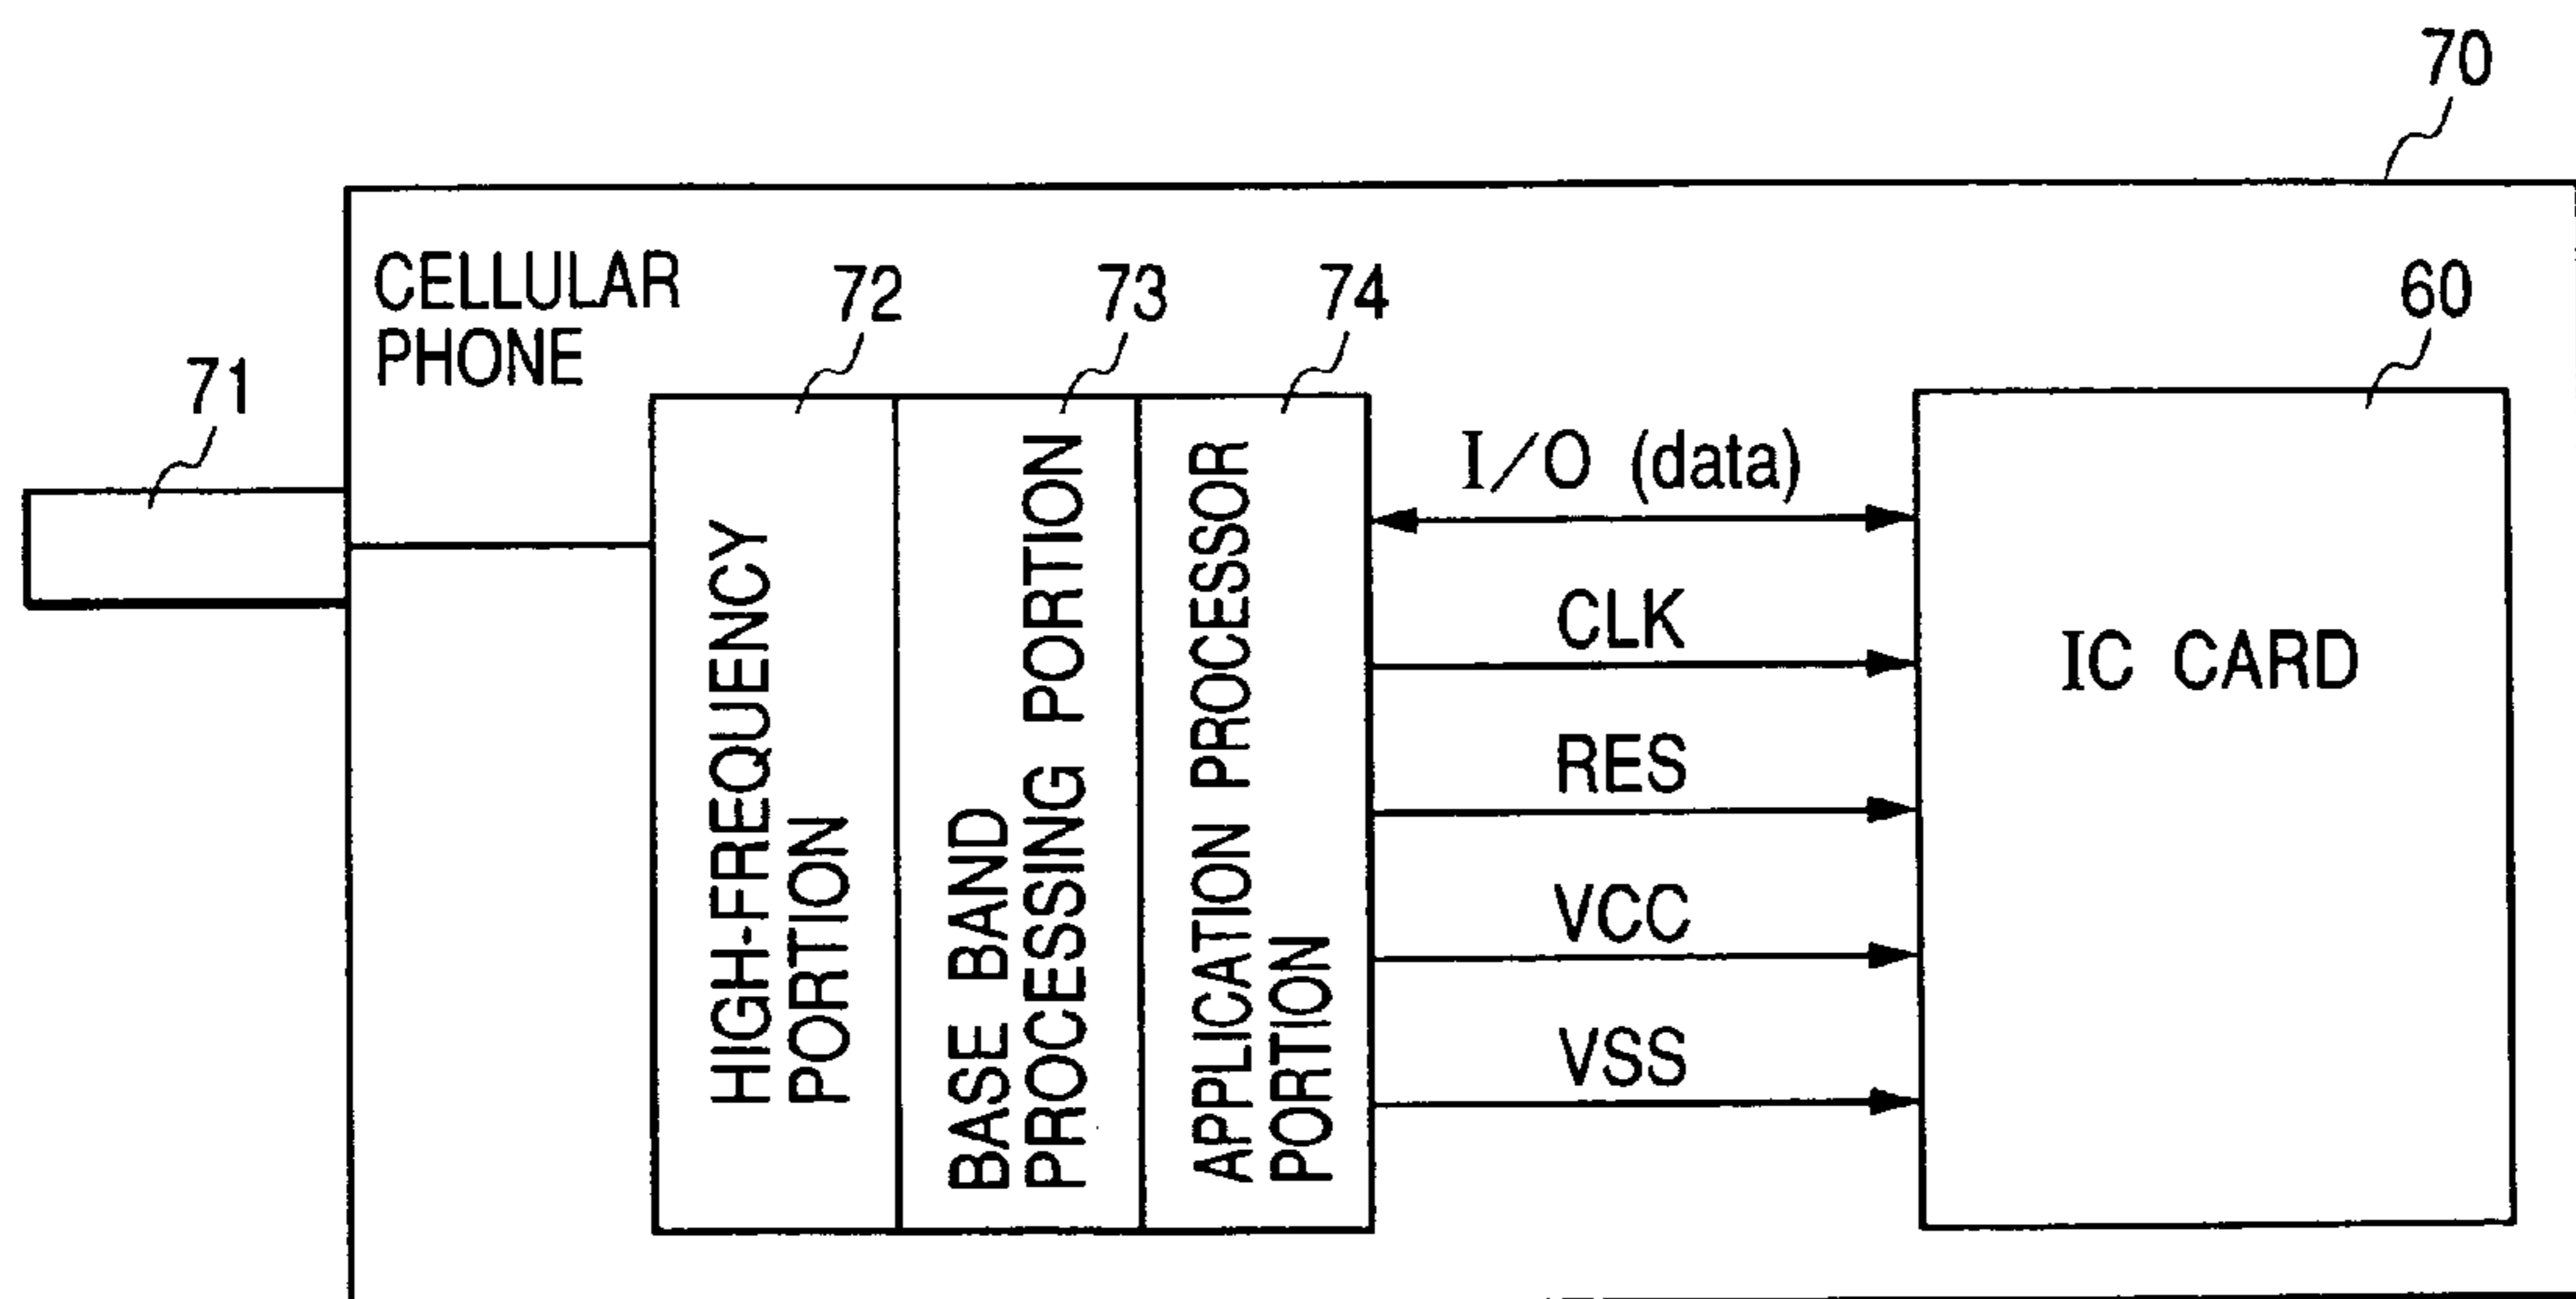 70
CELLULAR
PHONE
71
72
73
74
60
HIGH-FREQUENCY
PORTION
BASE BAND
PROCESSING PORTION
APPLICATION PROCESSOR
PORTION
I/O (data)
CLK
RES
VCC
VSS
IC CARD